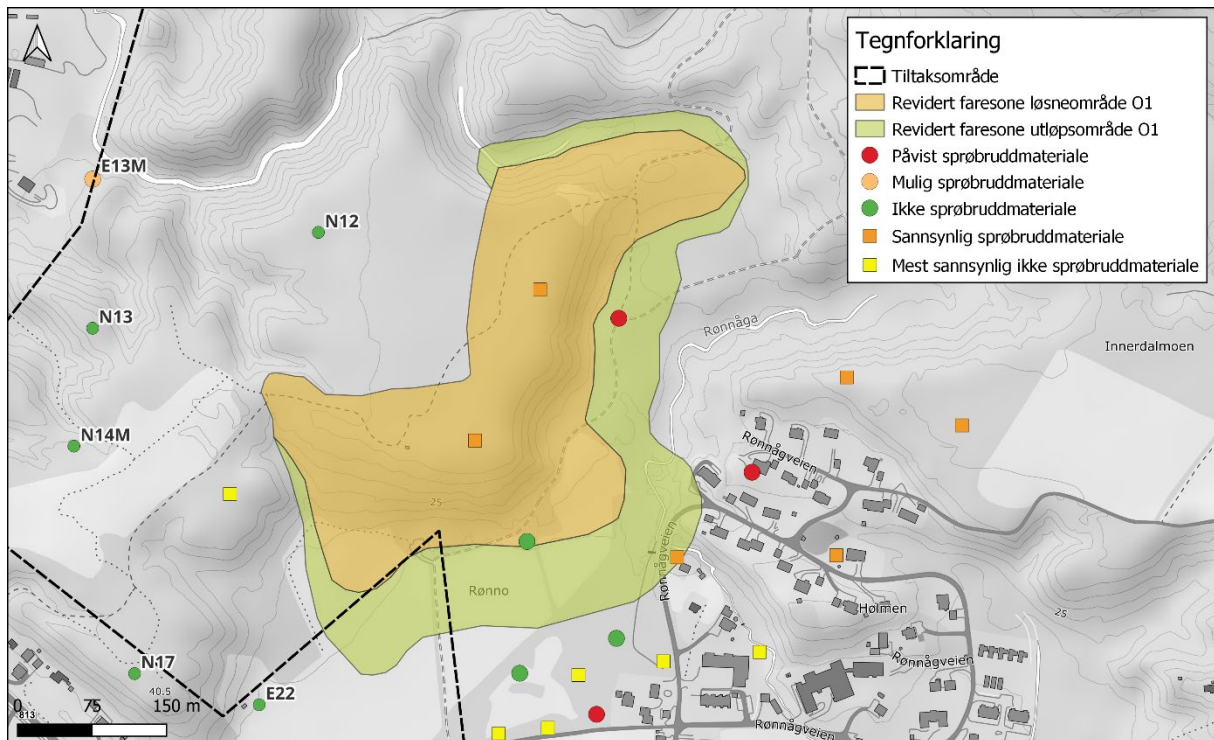 Tegnforklaring
Tiltaksområde
Revidert faresone løsneområde O1
Revidert faresone utløpsområde O1
Påvist sprøbruddmateriale
Mulig sprøbruddmateriale
Ikke sprøbruddmateriale
Sannsynlig sprøbruddmateriale
Mest sannsynlig ikke sprøbruddmateriale
E13M
N12
N13
Rønnåga
Innerdalmoen
N14M
Rønnågveien
25
Rønnågveien
Rønno
Hølmen
25
Rønnågveien
N17
40.5
E22
0 75 150 m
813
Rønnågveien